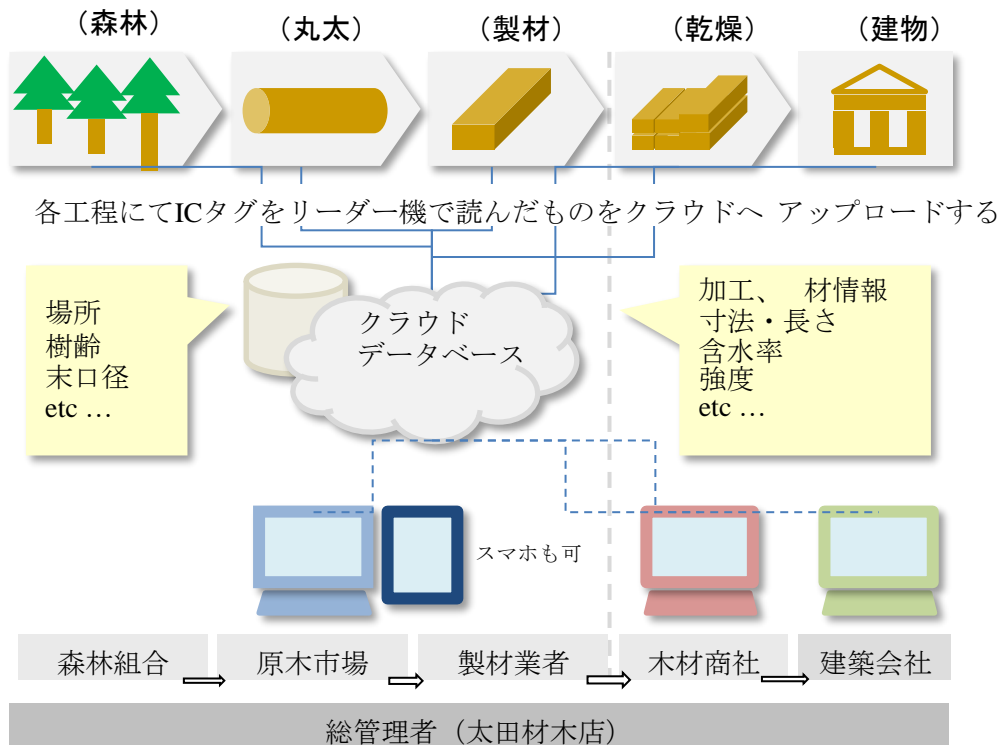 （森林）
（丸太）
（製材）
（乾燥）
（建物）
各工程にてICタグをリーダー機で読んだものをクラウドへ アップロードする
場所
樹齢
末口径
etc …
クラウド
データベース
加工、　材情報
寸法・長さ
含水率
強度
etc …
スマホも可
森林組合
原木市場
製材業者
木材商社
建築会社
総管理者（太田材木店）